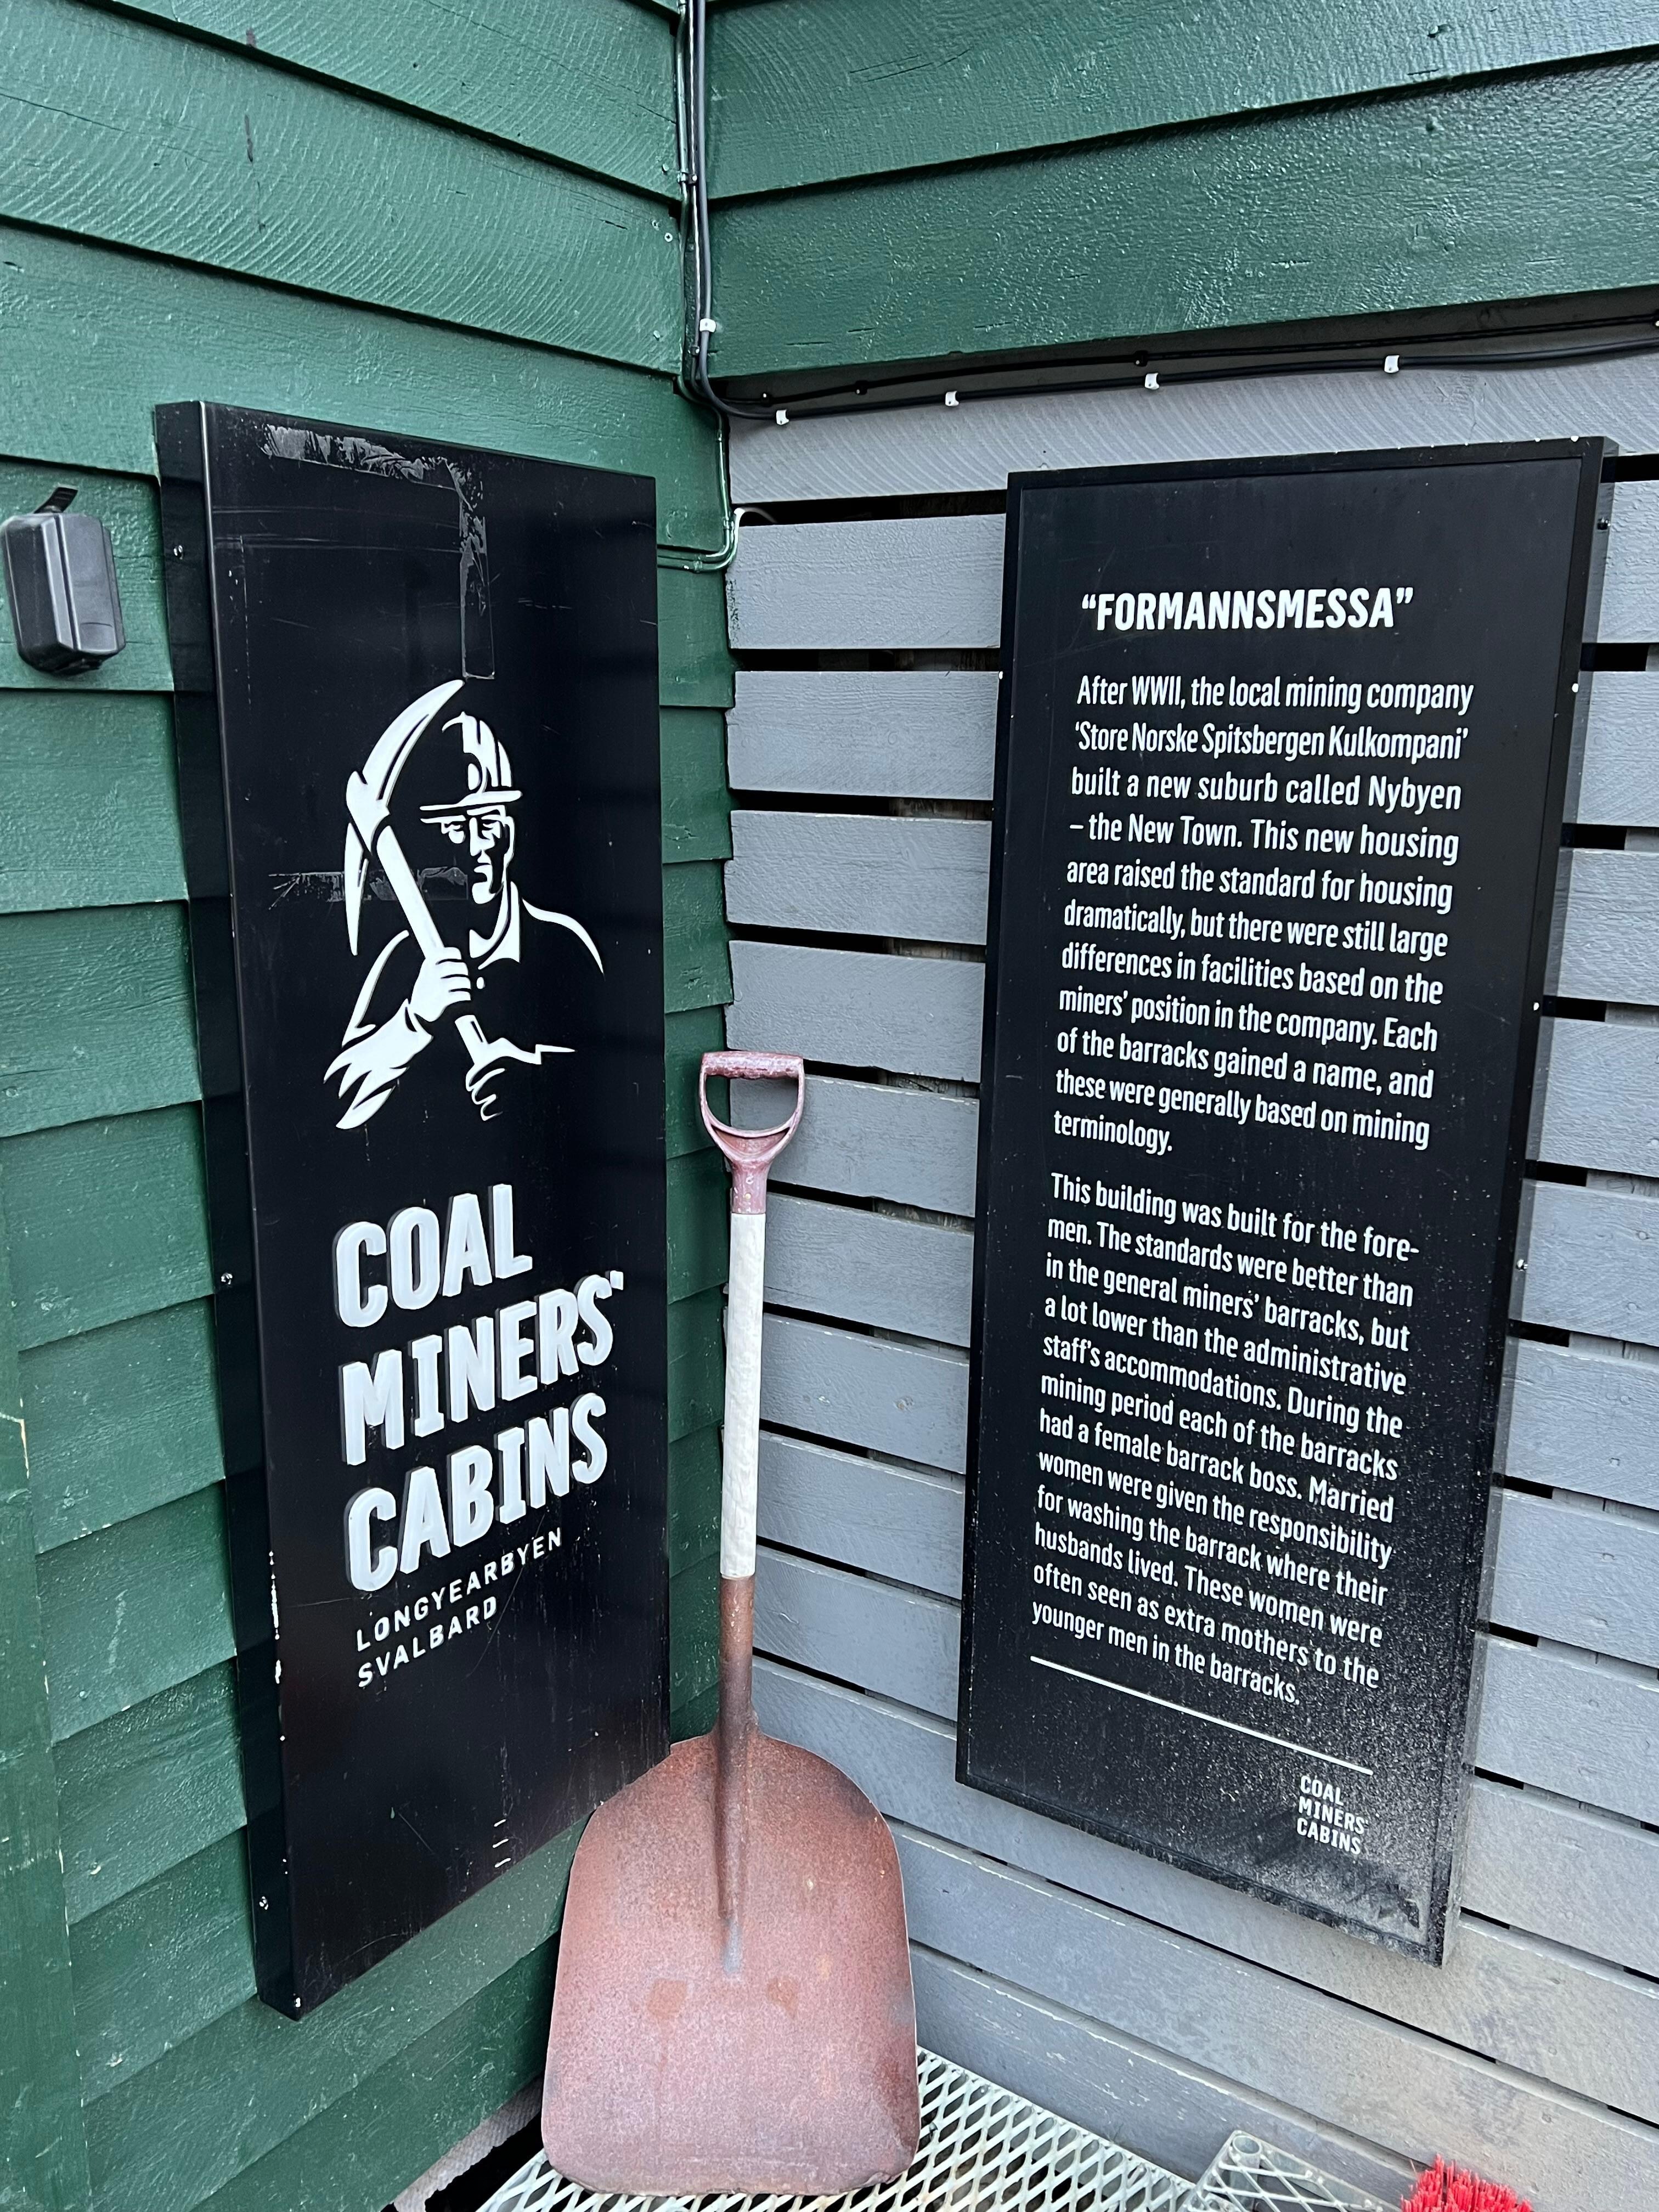 COAL
MINERS'
CABINS
LONGYEARBYEN
SVALBARD
“FORMANNSMESSA”
After WWII, the local mining company
‘Store Norske Spitsbergen Kulkompani’
built a new suburb called Nybyen
– the New Town. This new housing
area raised the standard for housing
dramatically, but there were still large
differences in facilities based on the
miners’ position in the company. Each
of the barracks gained a name, and
these were generally based on mining
terminology.
This building was built for the fore-
men. The standards were better than
in the general miners’ barracks, but
a lot lower than the administrative
staff’s accommodations. During the
mining period each of the barracks
had a female barrack boss. Married
women were given the responsibility
for washing the barrack where their
husbands lived. These women were
often seen as extra mothers to the
younger men in the barracks.
COAL
MINERS'
CABINS